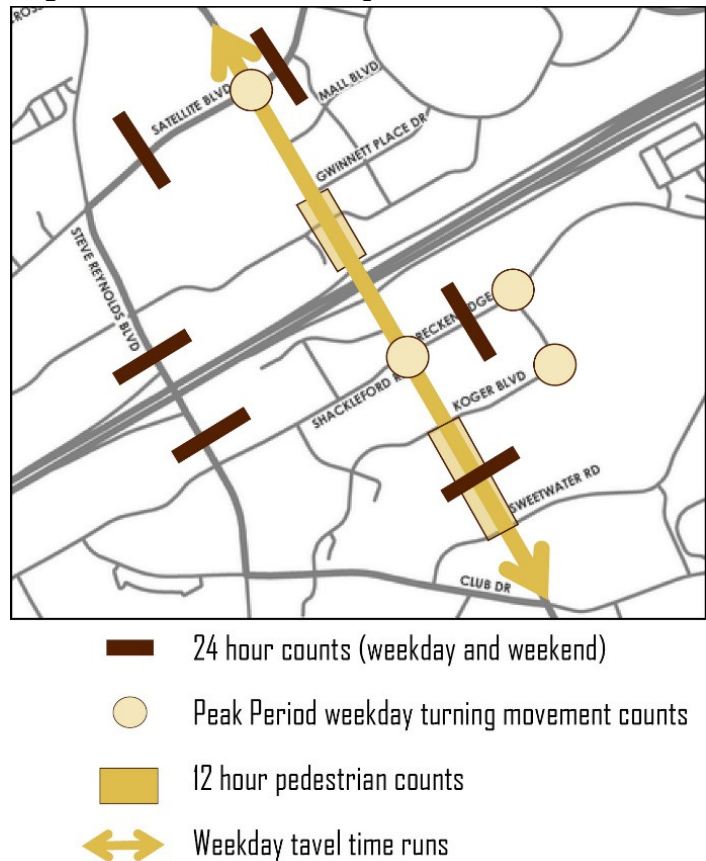 SATELLITE BLVD
MALL BLVD
GWINNETT PLACE DR
STEVE REYNOLDS BLVD
SHACKLEFORD
KOGER BLVD
SWEETWATER RD
CLUB DR
24 hour counts (weekday and weekend)
Peak Period weekday turning movement counts
12 hour pedestrian counts
Weekday tavel time runs